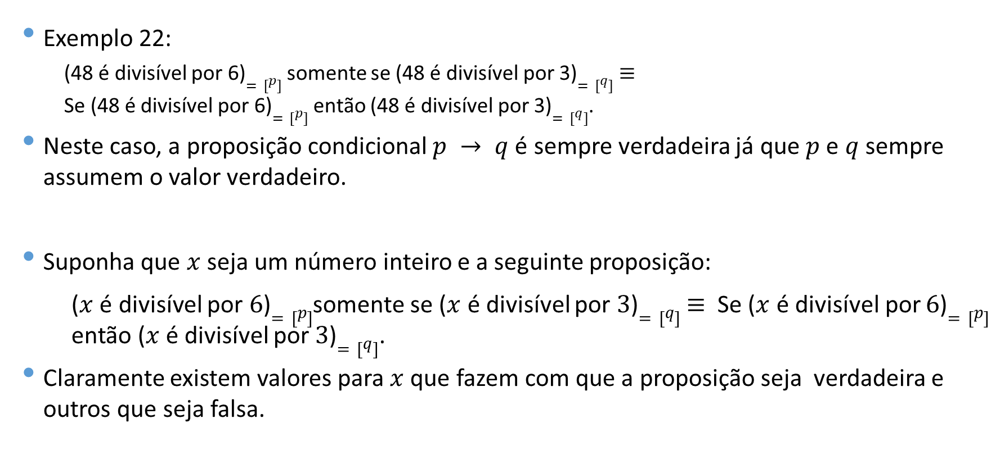 • Exemplo 22:
(48 é divisível por 6)= [p] somente se (48 é divisível por 3)= [q] ≡
Se (48 é divisível por 6)= [p] então (48 é divisível por 3)= [q].
• Neste caso, a proposição condicional p → q é sempre verdadeira já que p e q sempre
assumem o valor verdadeiro.
• Suponha que x seja um número inteiro e a seguinte proposição:
(x é divisível por 6)= [p]somente se (x é divisível por 3)= [q] ≡ Se (x é divisível por 6)= [p]
então (x é divisível por 3)= [q].
• Claramente existem valores para x que fazem com que a proposição seja verdadeira e
outros que seja falsa.